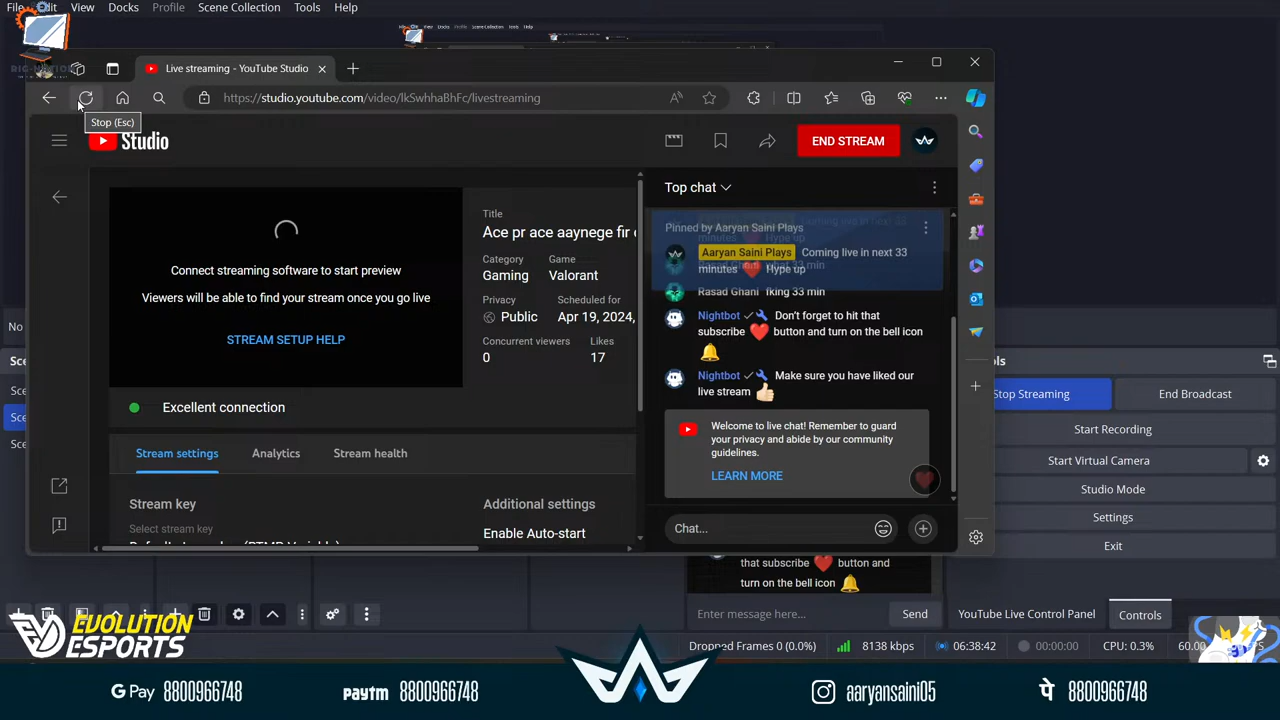 File Edit View Docks Profile Scene Collection Tools Help
Live streaming - YouTube Studio
https://studio.youtube.com/video/lkSwhhaBhFc/livestreaming
Stop (Esc)
Studio
END STREAM
Top chat
Connect streaming software to start preview
Viewers will be able to find your stream once you go live
STREAM SETUP HELP
Title
Ace pr ace aaynege fir
Category Game
Gaming Valorant
Privacy Scheduled for
Public Apr 19, 2024,
Concurrent viewers Likes
0 17
Excellent connection
Stream settings Analytics Stream health
Stream key
Select stream key
Additional settings
Enable Auto-start
Pinned by Aaryan Saini Plays
Aaryan Saini Plays Coming live in next 33
minutes ❤️ Hype up
Rasad Ghani fking 33 min
Nightbot Don't forget to hit that
subscribe ❤️ button and turn on the bell icon
🔔
Nightbot Make sure you have liked our
live stream 👍🏻
Welcome to live chat! Remember to guard
your privacy and abide by our community
guidelines.
LEARN MORE
Chat...
No
Sce
Sce
Sce
Sce
ols
Stop Streaming End Broadcast
Start Recording
Start Virtual Camera
Studio Mode
Settings
Exit
that subscribe ❤️ button and
turn on the bell icon 🔔
Enter message here... Send
YouTube Live Control Panel Controls
Dropped Frames 0 (0.0%) 8138 kbps 06:38:42 00:00:00 CPU: 0.3% 60.00
EVOLUTION
ESPORTS
G Pay 8800966748 paytm 8800966748 aaryansaini05 पे 8800966748